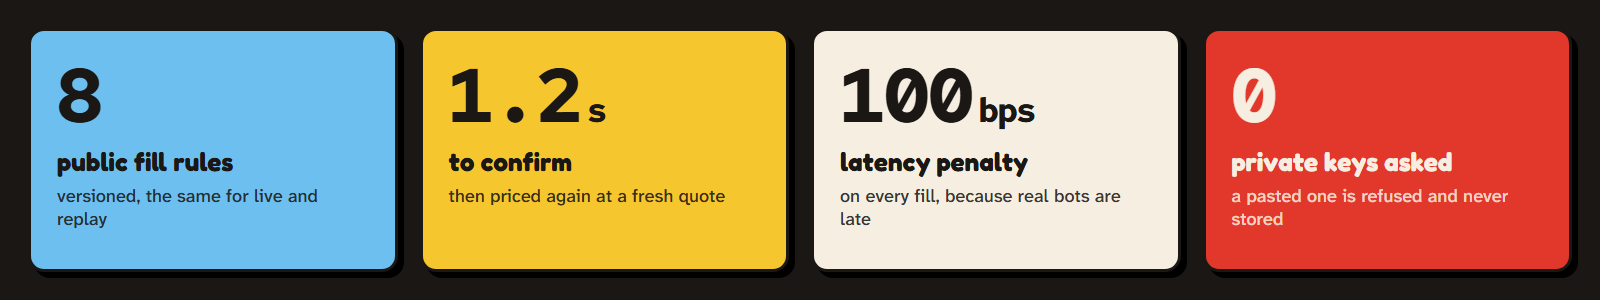 8
public fill rules
versioned, the same for live and
replay
1.2s
to confirm
then priced again at a fresh quote
100bps
latency penalty
on every fill, because real bots are
late
0
private keys asked
a pasted one is refused and never
stored